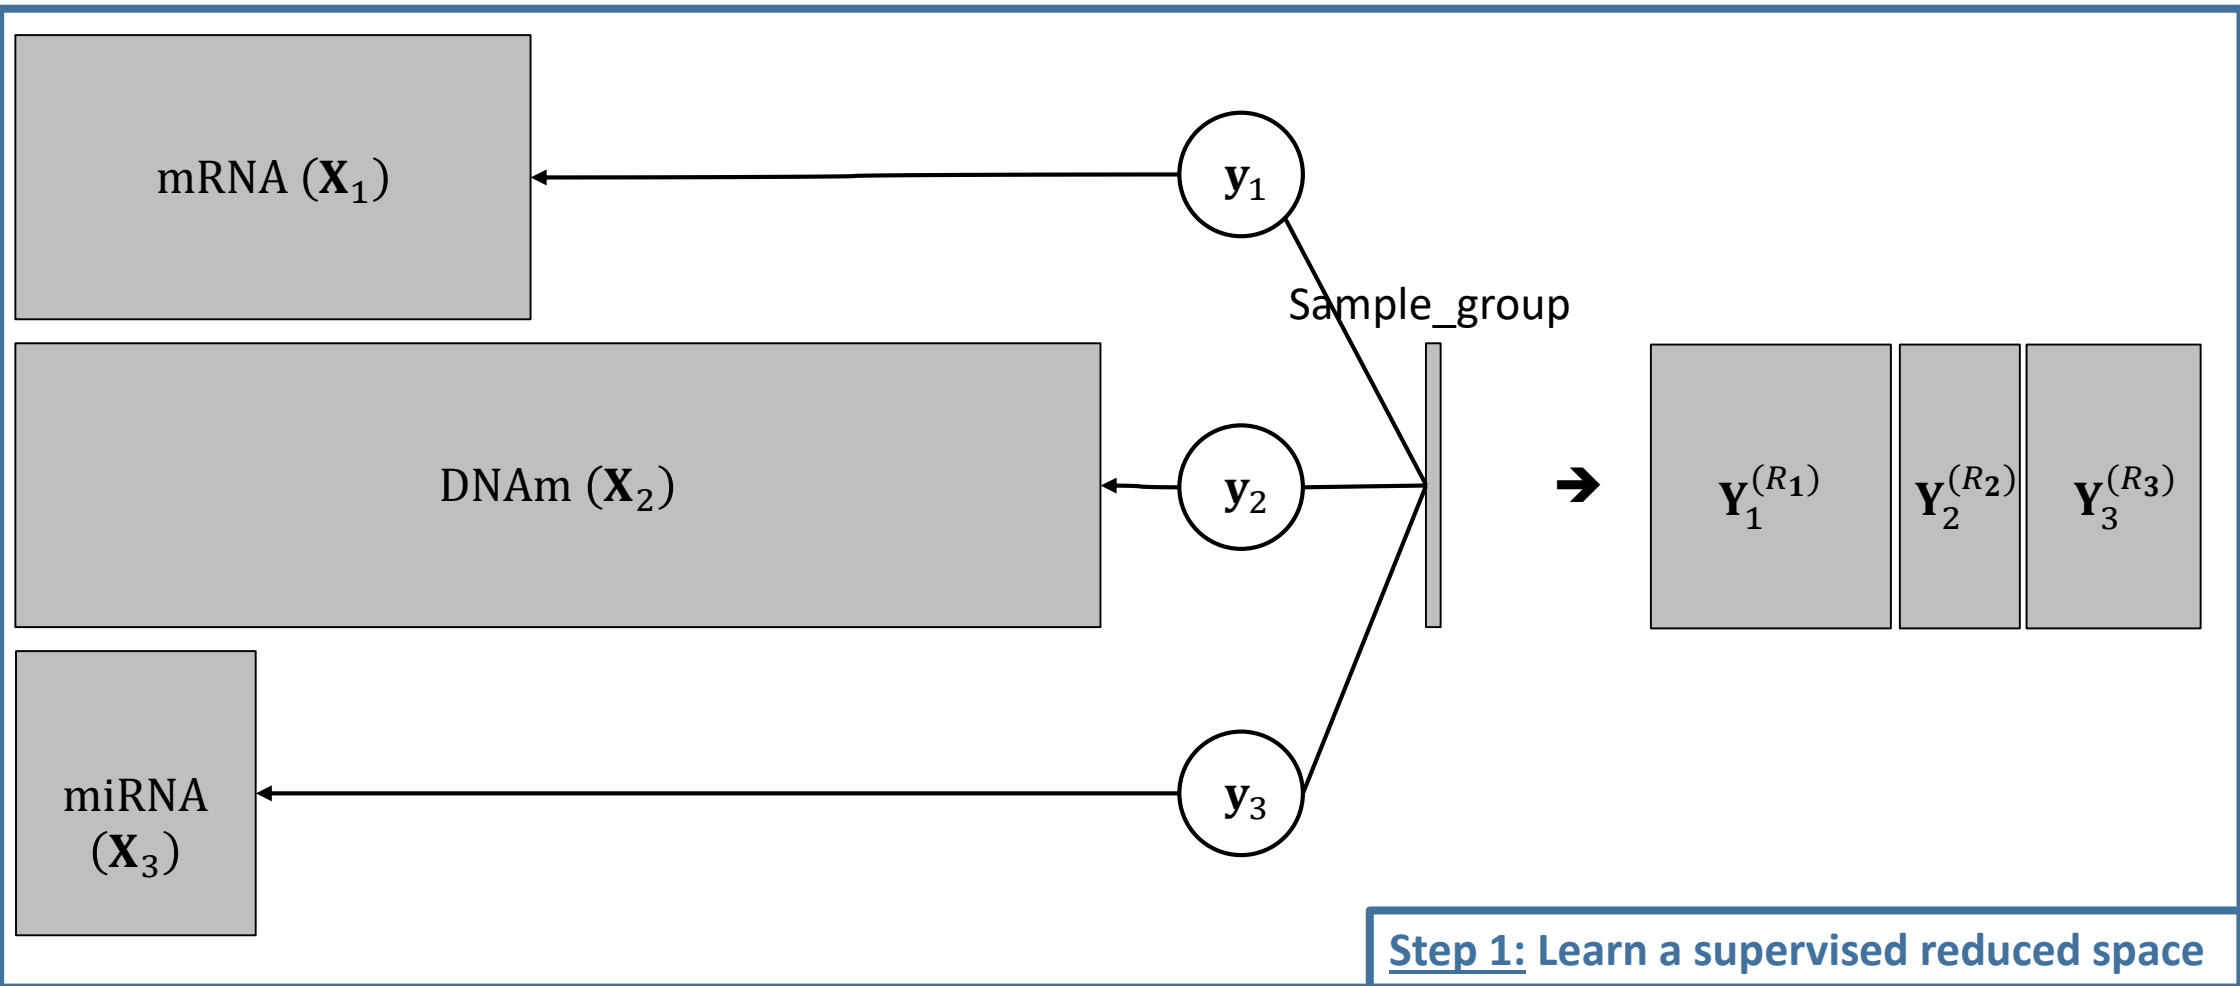 mRNA (𝐗₁)
y₁
Sample_group
DNAm (𝐗₂)
y₂
➔
Y₁^(R₁)
Y₂^(R₂)
Y₃^(R₃)
miRNA
(𝐗₃)
y₃
Step 1: Learn a supervised reduced space